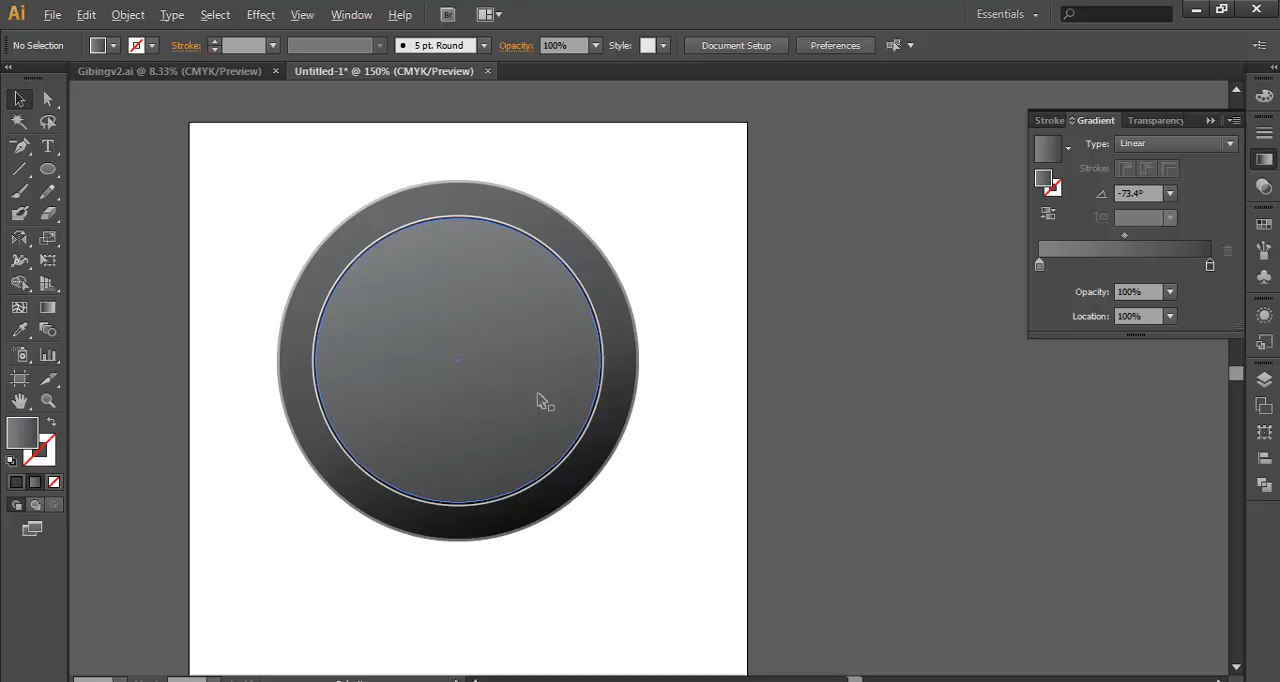 Ai File Edit Object Type Select Effect View Window Help Br Essentials
No Selection Stroke: 5 pt. Round Opacity: 100% Style: Document Setup Preferences
Gibingv2.ai @ 8.33% (CMYK/Preview) × Untitled-1* @ 150% (CMYK/Preview) ×
Stroke Gradient Transparency
Type: Linear
Stroke:
-73.4°
Opacity: 100%
Location: 100%
T